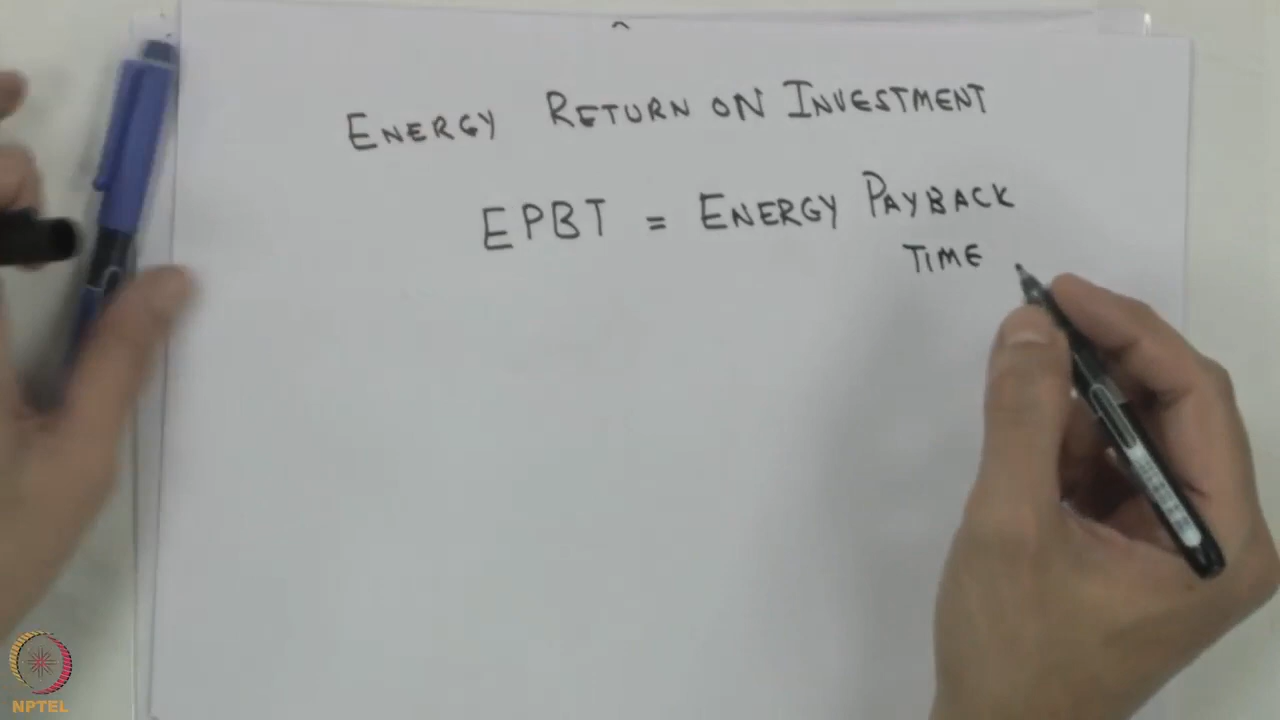 ENERGY RETURN ON INVESTMENT
EPBT = ENERGY PAYBACK
TIME
NPTEL